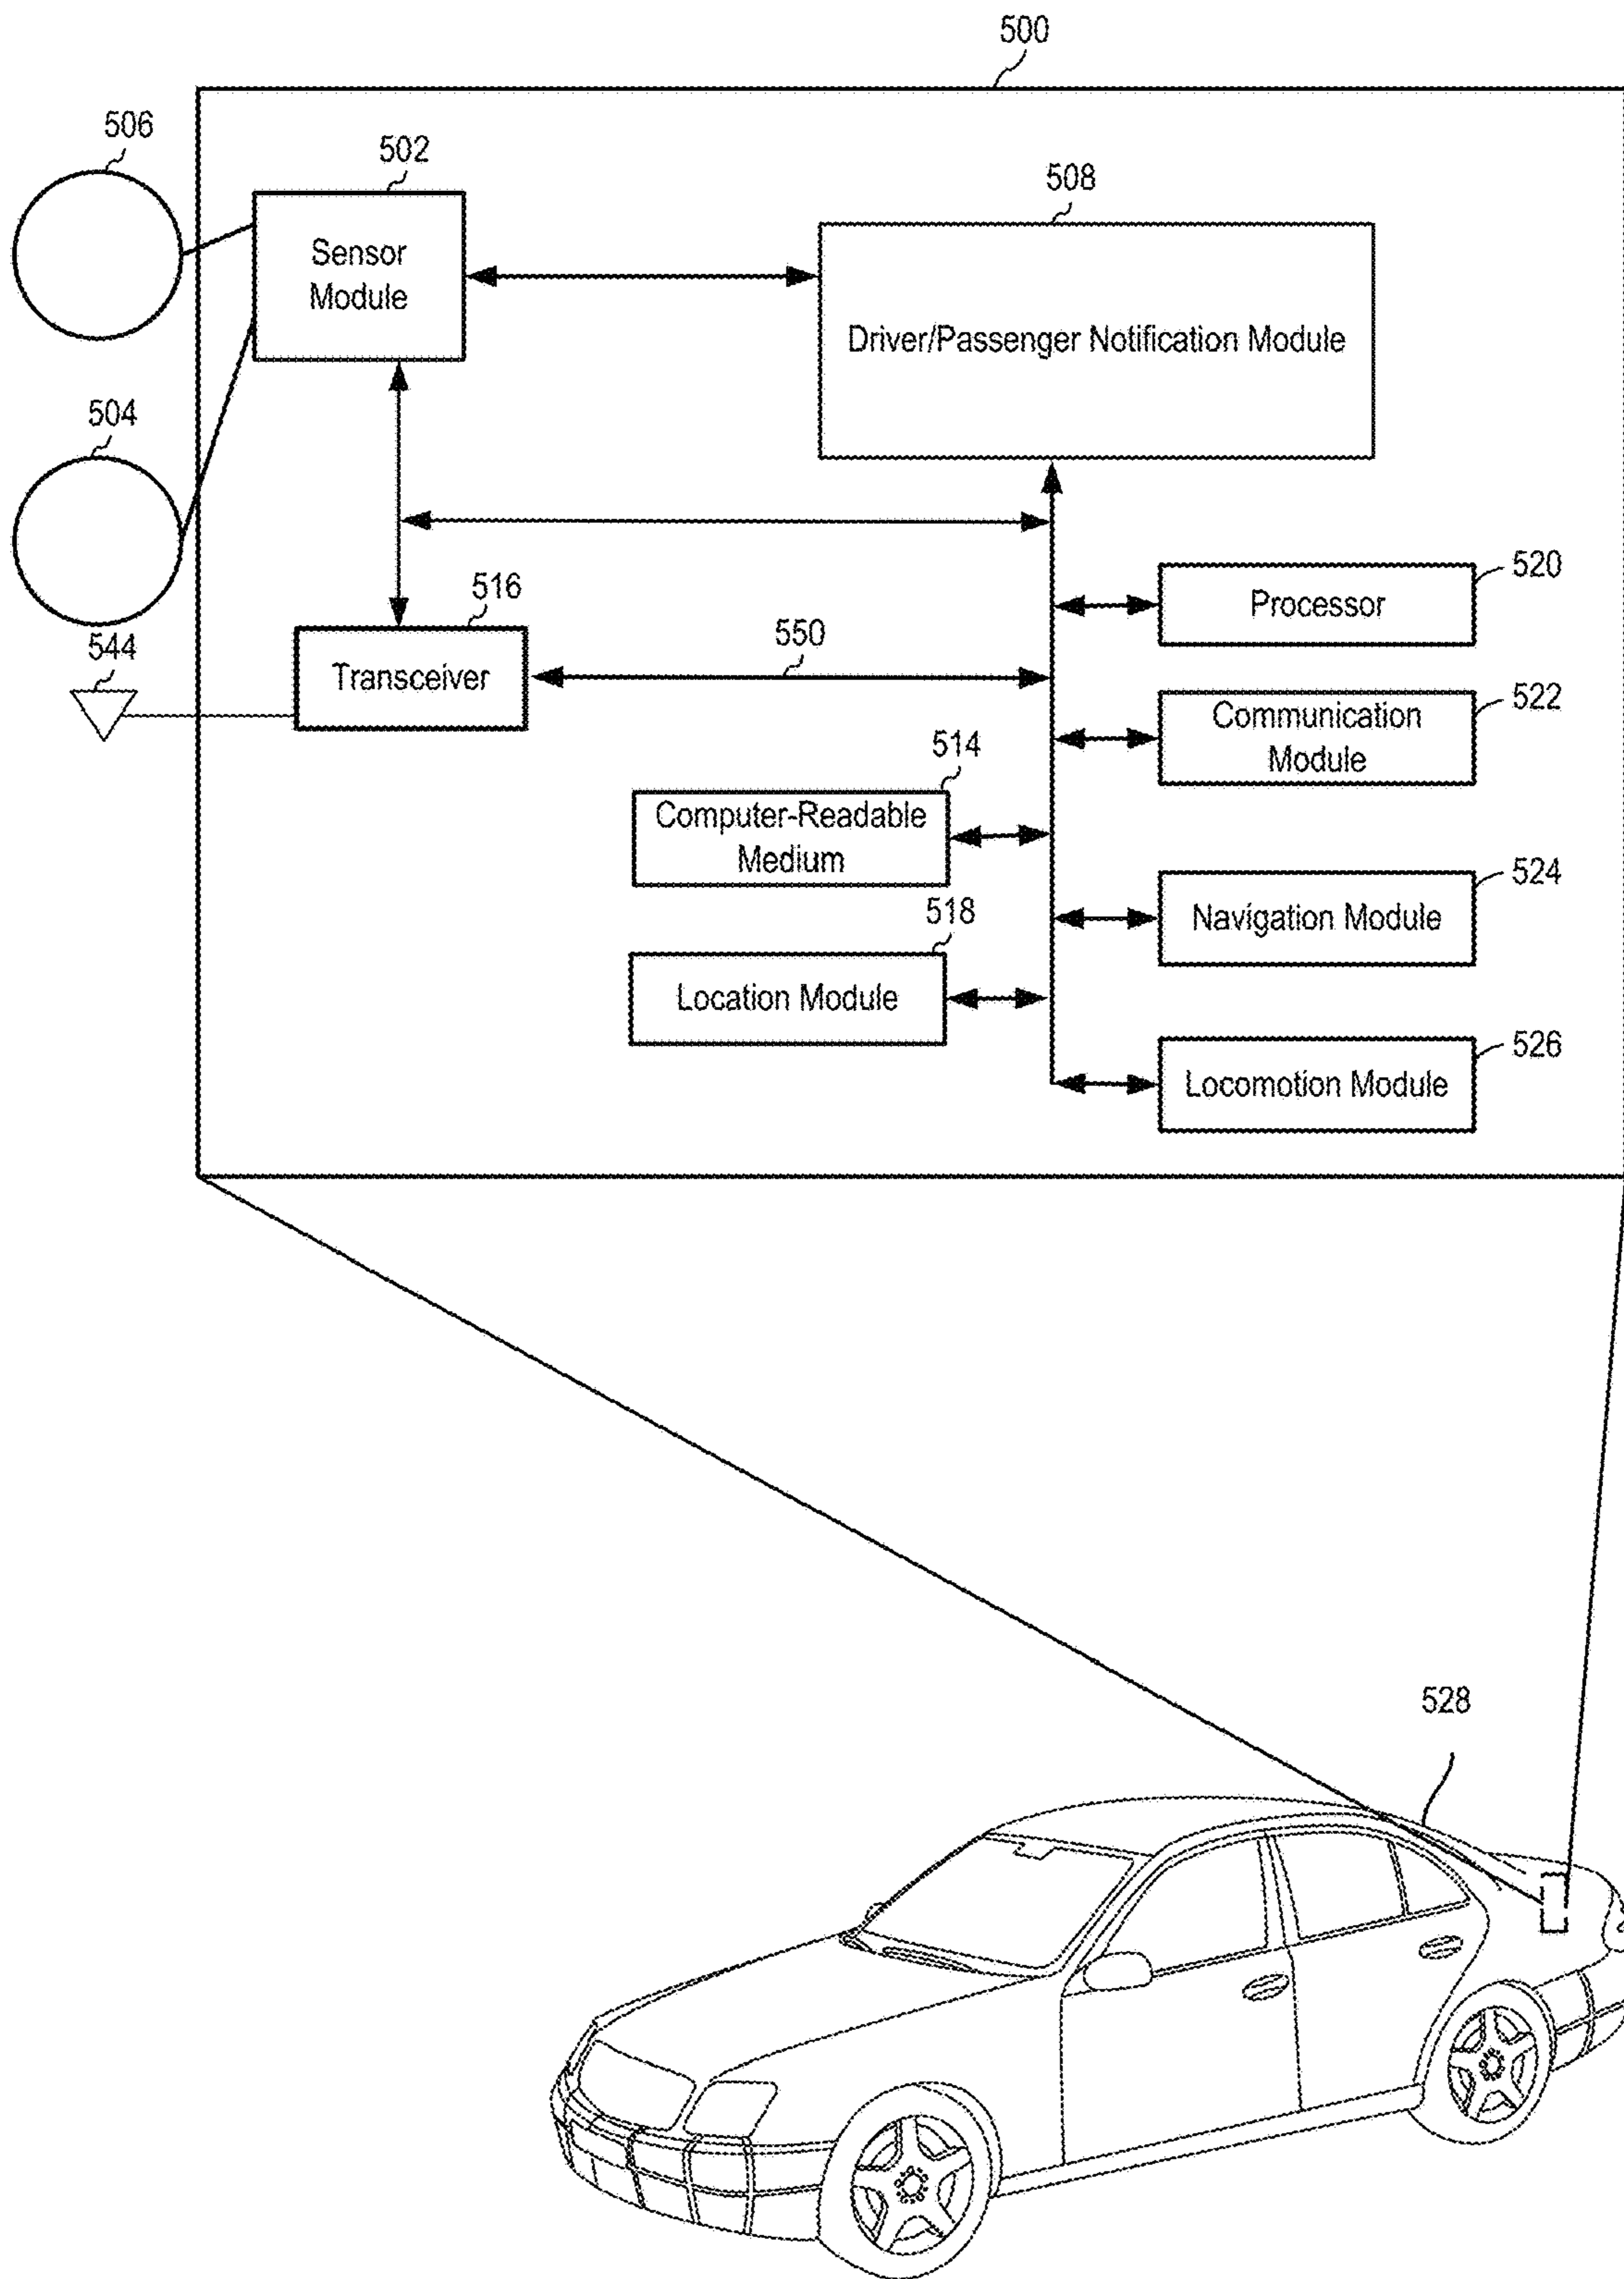 500
506
502
508
Sensor
Module
Driver/Passenger Notification Module
504
516
550
520
Processor
544
Transceiver
522
Communication
Module
514
Computer-Readable
Medium
524
Navigation Module
518
Location Module
526
Locomotion Module
528